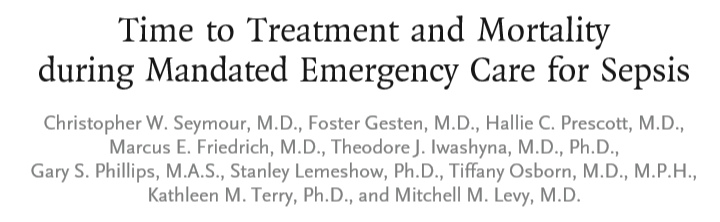 Time to Treatment and Mortality
during Mandated Emergency Care for Sepsis
Christopher W. Seymour, M.D., Foster Gesten, M.D., Hallie C. Prescott, M.D.,
Marcus E. Friedrich, M.D., Theodore J. Iwashyna, M.D., Ph.D.,
Gary S. Phillips, M.A.S., Stanley Lemeshow, Ph.D., Tiffany Osborn, M.D., M.P.H.,
Kathleen M. Terry, Ph.D., and Mitchell M. Levy, M.D.